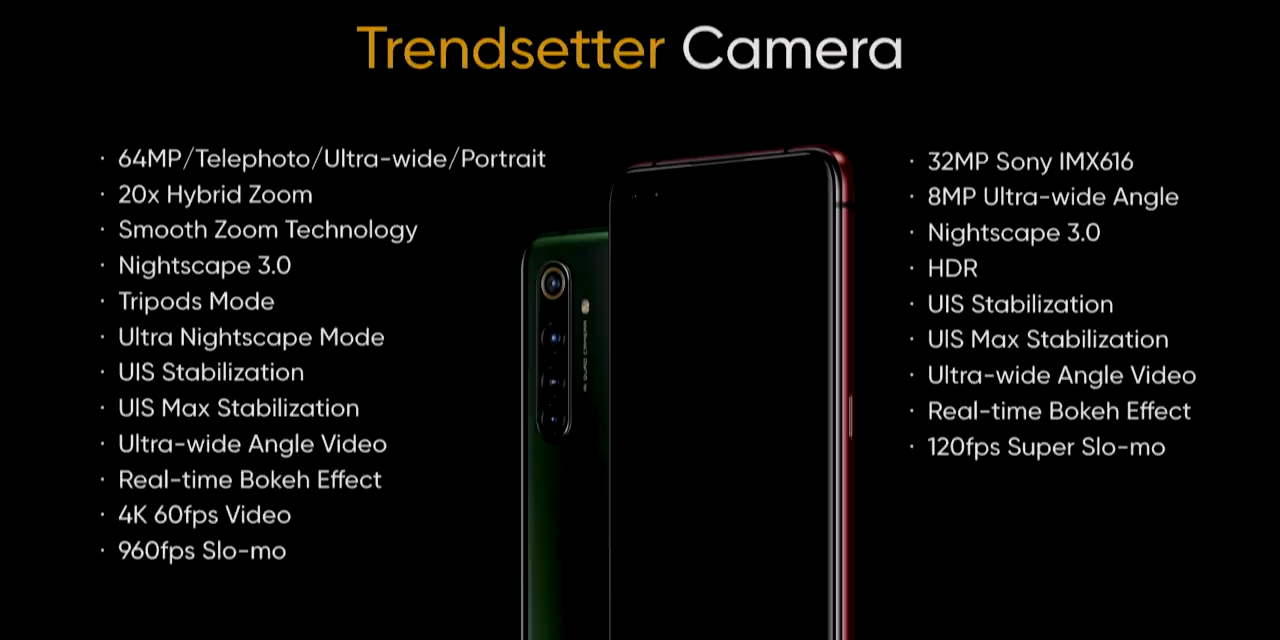 Trendsetter Camera
· 64MP/Telephoto/Ultra-wide/Portrait
· 20x Hybrid Zoom
· Smooth Zoom Technology
· Nightscape 3.0
· Tripods Mode
· Ultra Nightscape Mode
· UIS Stabilization
· UIS Max Stabilization
· Ultra-wide Angle Video
· Real-time Bokeh Effect
· 4K 60fps Video
· 960fps Slo-mo
· 32MP Sony IMX616
· 8MP Ultra-wide Angle
· Nightscape 3.0
· HDR
· UIS Stabilization
· UIS Max Stabilization
· Ultra-wide Angle Video
· Real-time Bokeh Effect
· 120fps Super Slo-mo